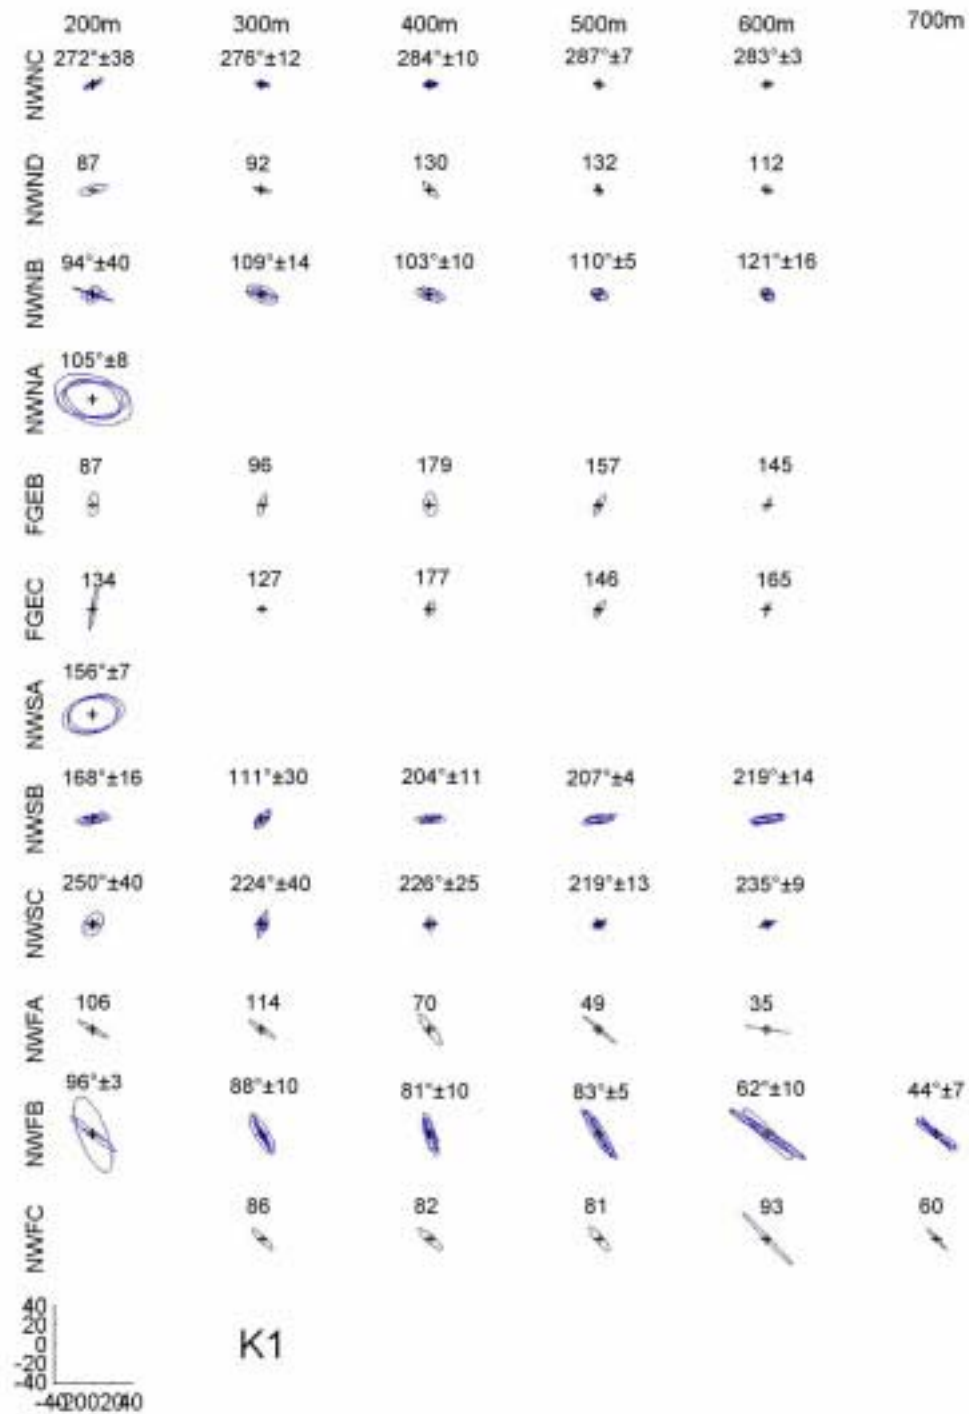 200m 300m 400m 500m 600m 700m
NWNC 272°±38 276°±12 284°±10 287°±7 283°±3
NWND 87 92 130 132 112
NWNB 94°±40 109°±14 103°±10 110°±5 121°±16
NWNA 105°±8
FGEB 87 96 179 157 145
FGEC 134 127 177 146 165
NWSA 156°±7
NWSB 168°±16 111°±30 204°±11 207°±4 219°±14
NWSC 250°±40 224°±40 226°±25 219°±13 235°±9
NWFA 106 114 70 49 35
NWFB 96°±3 88°±10 81°±10 83°±5 62°±10 44°±7
NWFC 86 82 81 93 60
40
20
0
-20
-40
K1
-40 -20 0 20 40